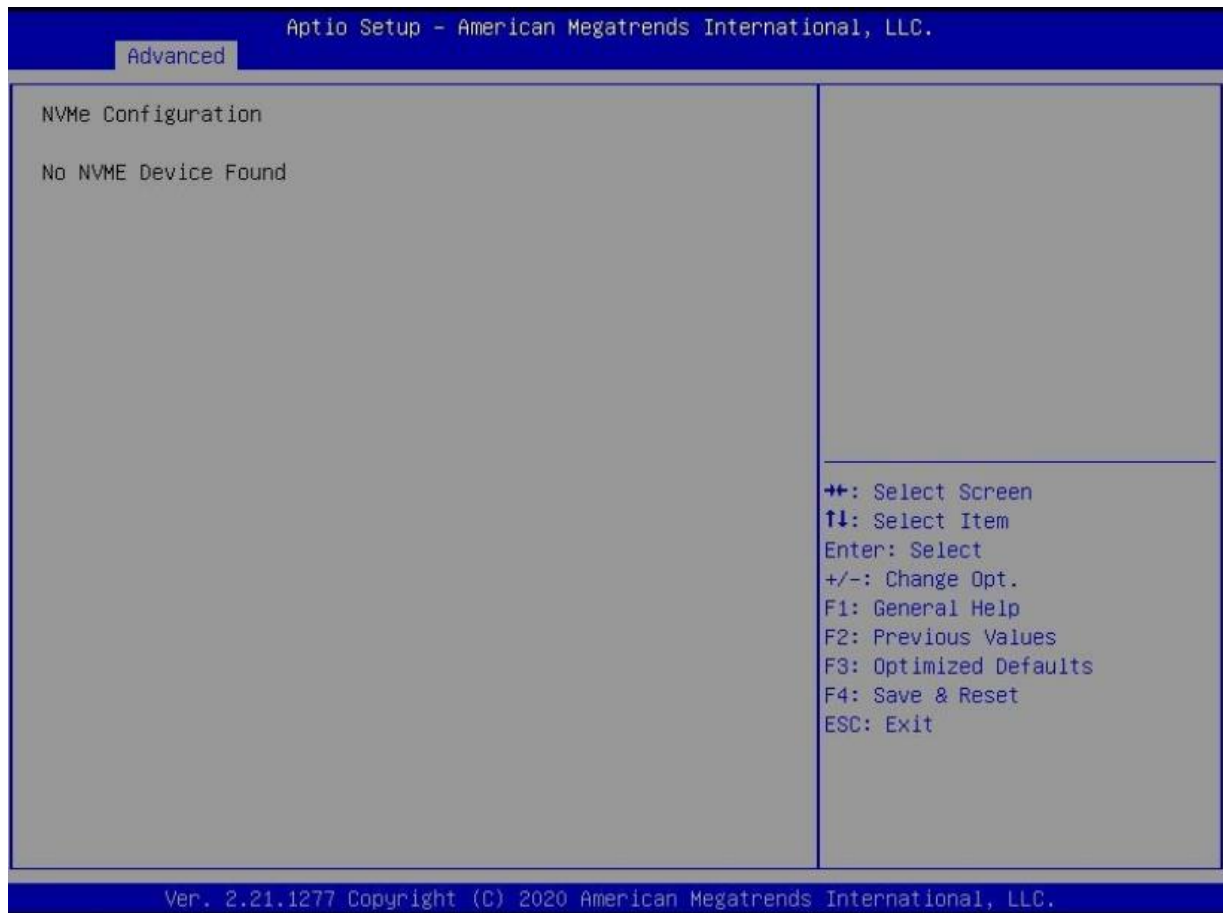 Aptio Setup – American Megatrends International, LLC.
Advanced
NVMe Configuration
No NVME Device Found
→←: Select Screen
↑↓: Select Item
Enter: Select
+/-: Change Opt.
F1: General Help
F2: Previous Values
F3: Optimized Defaults
F4: Save & Reset
ESC: Exit
Ver. 2.21.1277 Copyright (C) 2020 American Megatrends International, LLC.